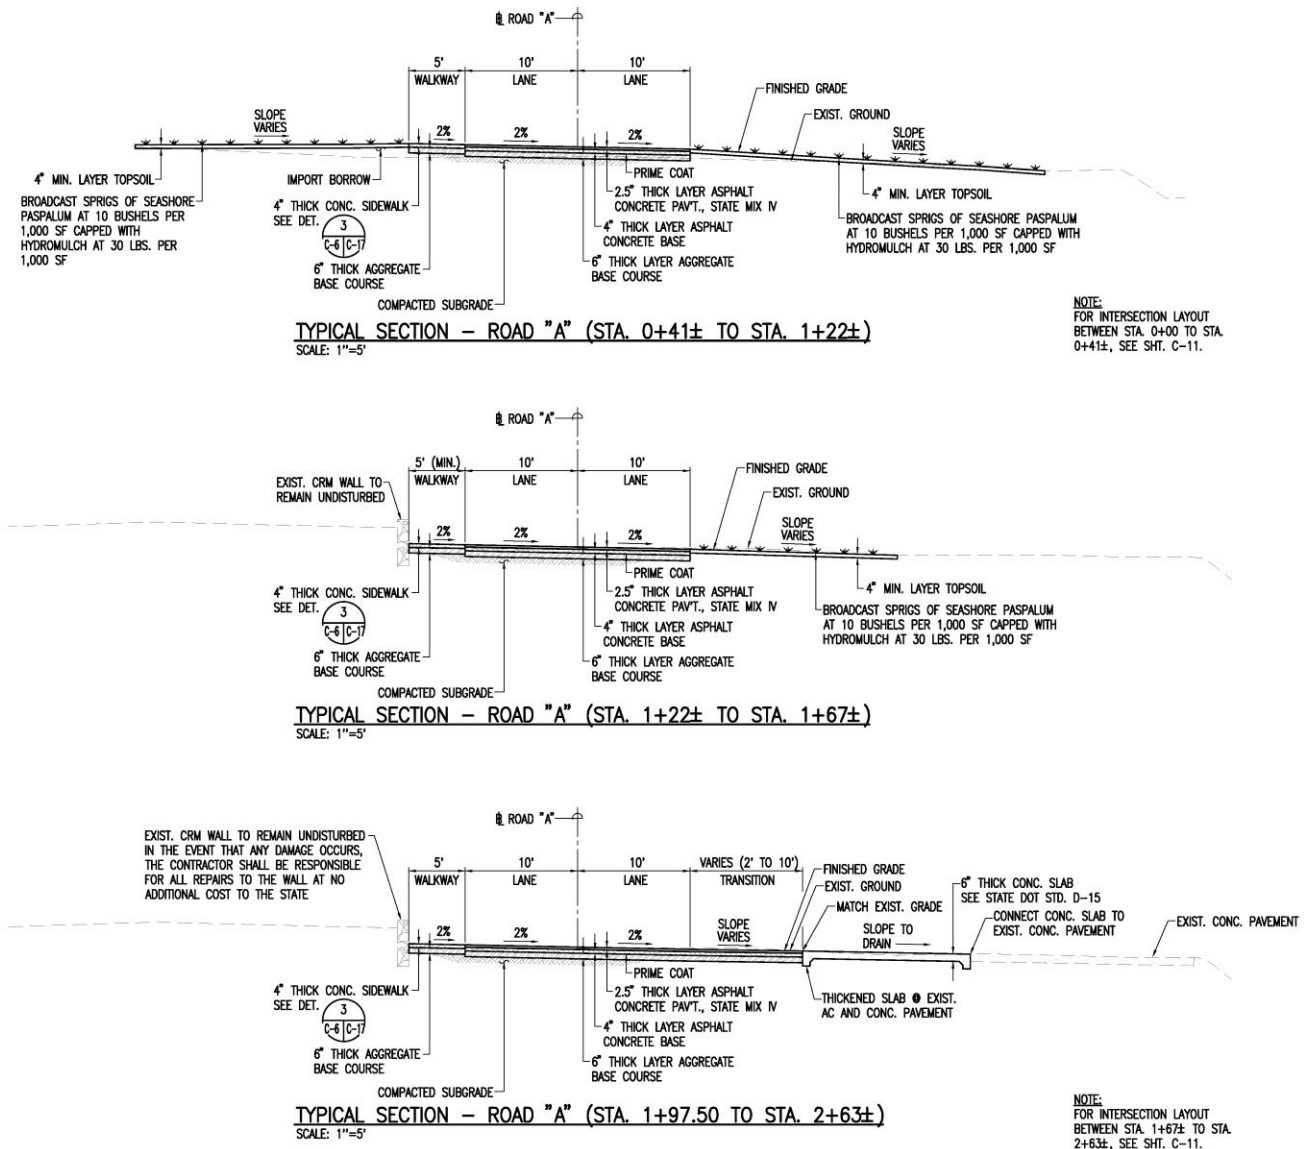 ℄ ROAD "A"
5'
WALKWAY
10'
LANE
10'
LANE
FINISHED GRADE
EXIST. GROUND
SLOPE
VARIES
2%
2%
2%
SLOPE
VARIES
4" MIN. LAYER TOPSOIL
BROADCAST SPRIGS OF SEASHORE
PASPALUM AT 10 BUSHELS PER
1,000 SF CAPPED WITH
HYDROMULCH AT 30 LBS. PER
1,000 SF
IMPORT BORROW
4" THICK CONC. SIDEWALK
SEE DET.
3
C-6 C-17
6" THICK AGGREGATE
BASE COURSE
COMPACTED SUBGRADE
PRIME COAT
2.5" THICK LAYER ASPHALT
CONCRETE PAV'T., STATE MIX IV
4" THICK LAYER ASPHALT
CONCRETE BASE
6" THICK LAYER AGGREGATE
BASE COURSE
4" MIN. LAYER TOPSOIL
BROADCAST SPRIGS OF SEASHORE PASPALUM
AT 10 BUSHELS PER 1,000 SF CAPPED WITH
HYDROMULCH AT 30 LBS. PER 1,000 SF
TYPICAL SECTION – ROAD "A" (STA. 0+41± TO STA. 1+22±)
SCALE: 1"=5'
NOTE:
FOR INTERSECTION LAYOUT
BETWEEN STA. 0+00 TO STA.
0+41±, SEE SHT. C-11.
℄ ROAD "A"
5' (MIN.)
WALKWAY
10'
LANE
10'
LANE
EXIST. CRM WALL TO
REMAIN UNDISTURBED
FINISHED GRADE
EXIST. GROUND
2%
2%
2%
SLOPE
VARIES
4" THICK CONC. SIDEWALK
SEE DET.
3
C-6 C-17
6" THICK AGGREGATE
BASE COURSE
COMPACTED SUBGRADE
PRIME COAT
2.5" THICK LAYER ASPHALT
CONCRETE PAV'T., STATE MIX IV
4" THICK LAYER ASPHALT
CONCRETE BASE
6" THICK LAYER AGGREGATE
BASE COURSE
4" MIN. LAYER TOPSOIL
BROADCAST SPRIGS OF SEASHORE PASPALUM
AT 10 BUSHELS PER 1,000 SF CAPPED WITH
HYDROMULCH AT 30 LBS. PER 1,000 SF
TYPICAL SECTION – ROAD "A" (STA. 1+22± TO STA. 1+67±)
SCALE: 1"=5'
℄ ROAD "A"
EXIST. CRM WALL TO REMAIN UNDISTURBED
IN THE EVENT THAT ANY DAMAGE OCCURS,
THE CONTRACTOR SHALL BE RESPONSIBLE
FOR ALL REPAIRS TO THE WALL AT NO
ADDITIONAL COST TO THE STATE
5'
WALKWAY
10'
LANE
10'
LANE
VARIES (2' TO 10')
TRANSITION
FINISHED GRADE
EXIST. GROUND
MATCH EXIST. GRADE
6" THICK CONC. SLAB
SEE STATE DOT STD. D-15
CONNECT CONC. SLAB TO
EXIST. CONC. PAVEMENT
EXIST. CONC. PAVEMENT
2%
2%
2%
SLOPE
VARIES
SLOPE TO
DRAIN
4" THICK CONC. SIDEWALK
SEE DET.
3
C-6 C-17
6" THICK AGGREGATE
BASE COURSE
COMPACTED SUBGRADE
PRIME COAT
2.5" THICK LAYER ASPHALT
CONCRETE PAV'T., STATE MIX IV
4" THICK LAYER ASPHALT
CONCRETE BASE
6" THICK LAYER AGGREGATE
BASE COURSE
THICKENED SLAB @ EXIST.
AC AND CONC. PAVEMENT
TYPICAL SECTION – ROAD "A" (STA. 1+97.50 TO STA. 2+63±)
SCALE: 1"=5'
NOTE:
FOR INTERSECTION LAYOUT
BETWEEN STA. 1+67± TO STA.
2+63±, SEE SHT. C-11.